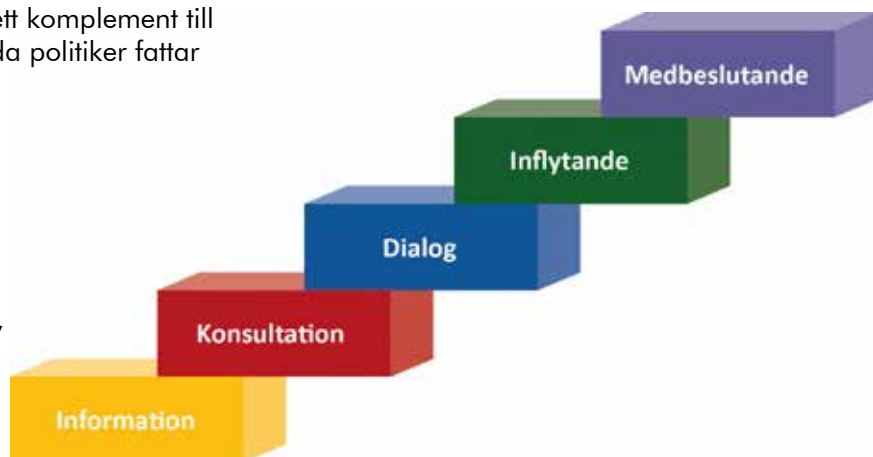 ett komplement till
da politiker fattar
Medbeslutande
Inflytande
Dialog
Konsultation
Information